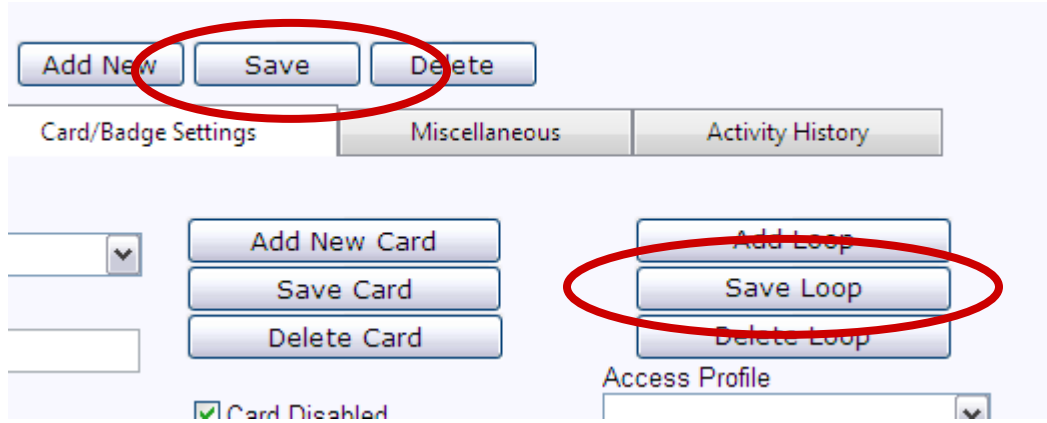 Add New Save Delete
Card/Badge Settings Miscellaneous Activity History
Add New Card Add Loop
Save Card Save Loop
Delete Card Delete Loop
Access Profile
Card Disabled